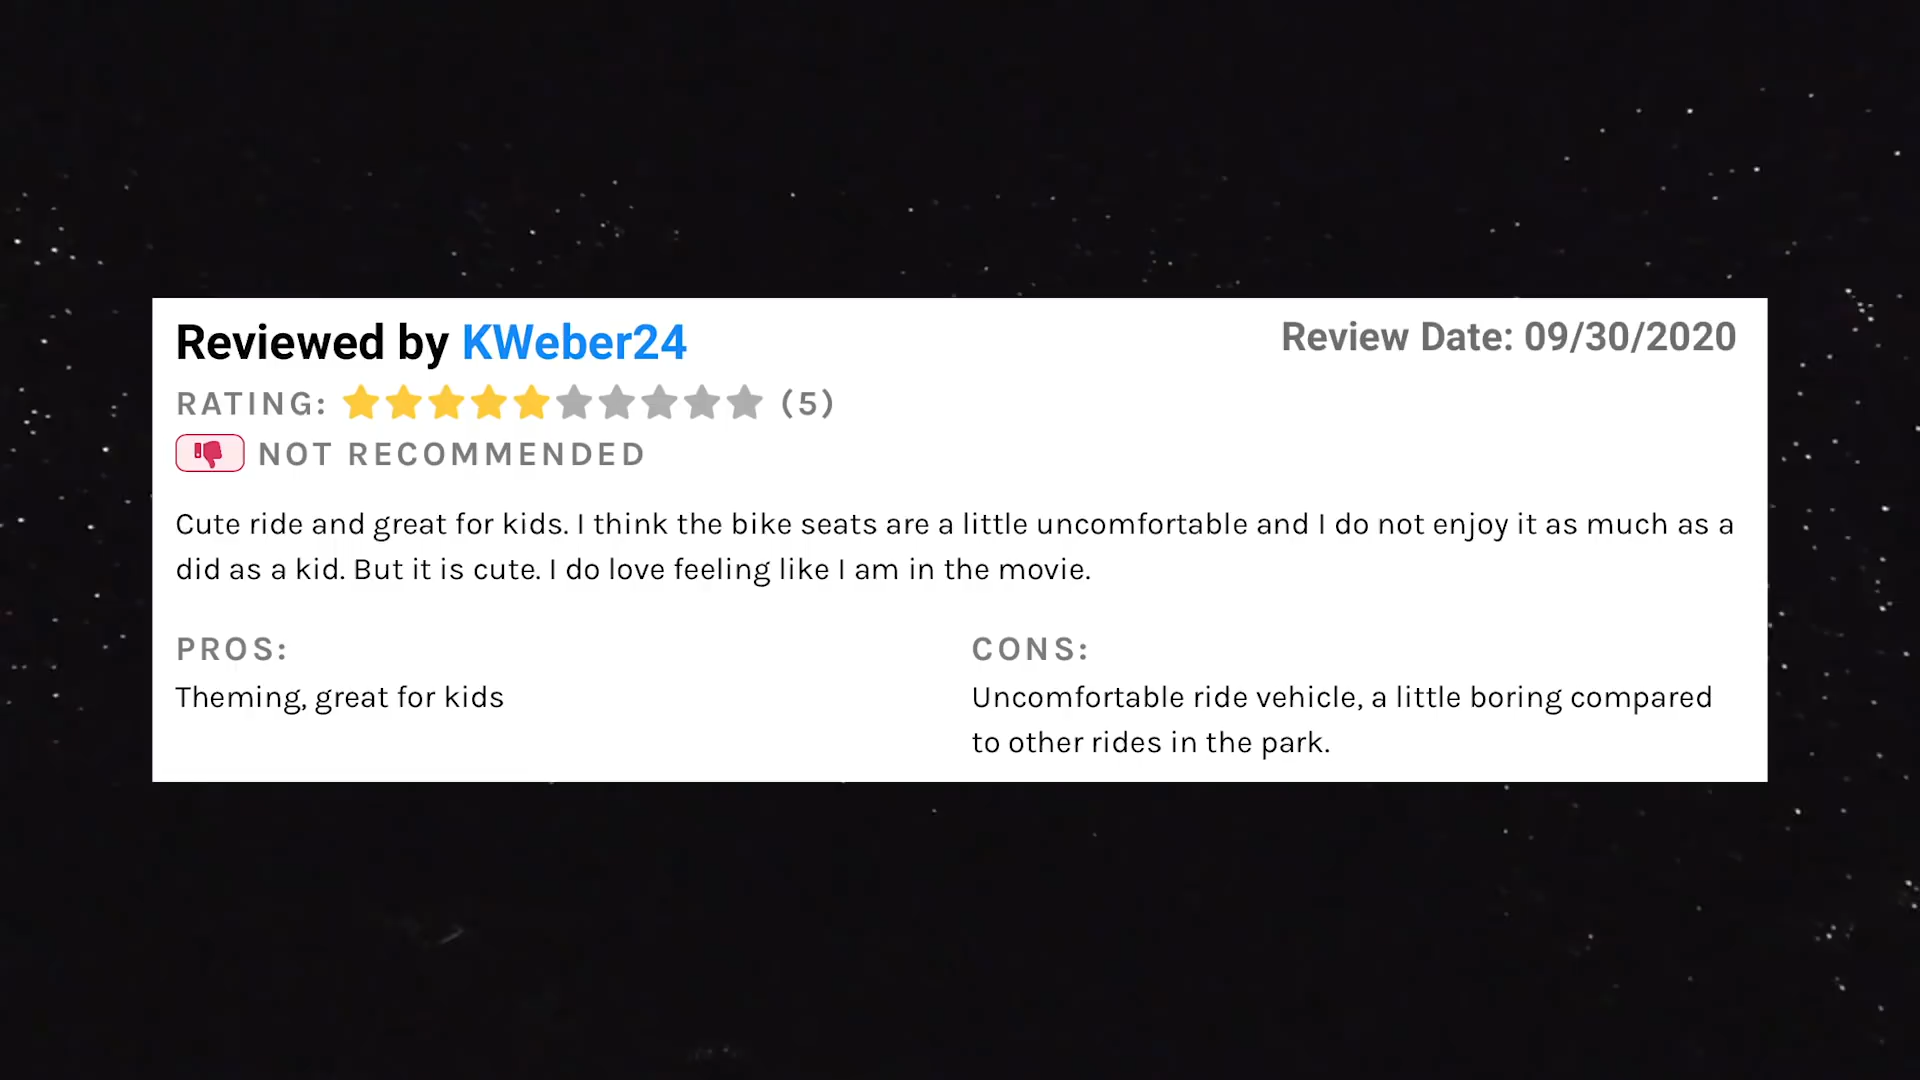 Reviewed by KWeber24
Review Date: 09/30/2020
RATING: (5)
NOT RECOMMENDED
Cute ride and great for kids. I think the bike seats are a little uncomfortable and I do not enjoy it as much as a
did as a kid. But it is cute. I do love feeling like I am in the movie.
PROS:
Theming, great for kids
CONS:
Uncomfortable ride vehicle, a little boring compared
to other rides in the park.